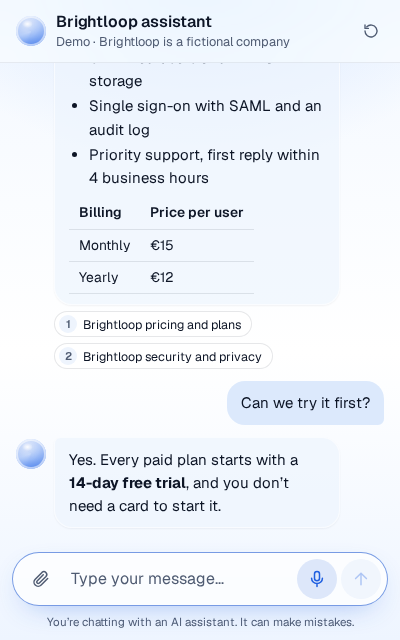 Brightloop assistant
Demo · Brightloop is a fictional company
storage
Single sign-on with SAML and an
audit log
Priority support, first reply within
4 business hours
Billing Price per user
Monthly €15
Yearly €12
1 Brightloop pricing and plans
2 Brightloop security and privacy
Can we try it first?
Yes. Every paid plan starts with a
14-day free trial, and you don’t
need a card to start it.
Type your message...
You’re chatting with an AI assistant. It can make mistakes.